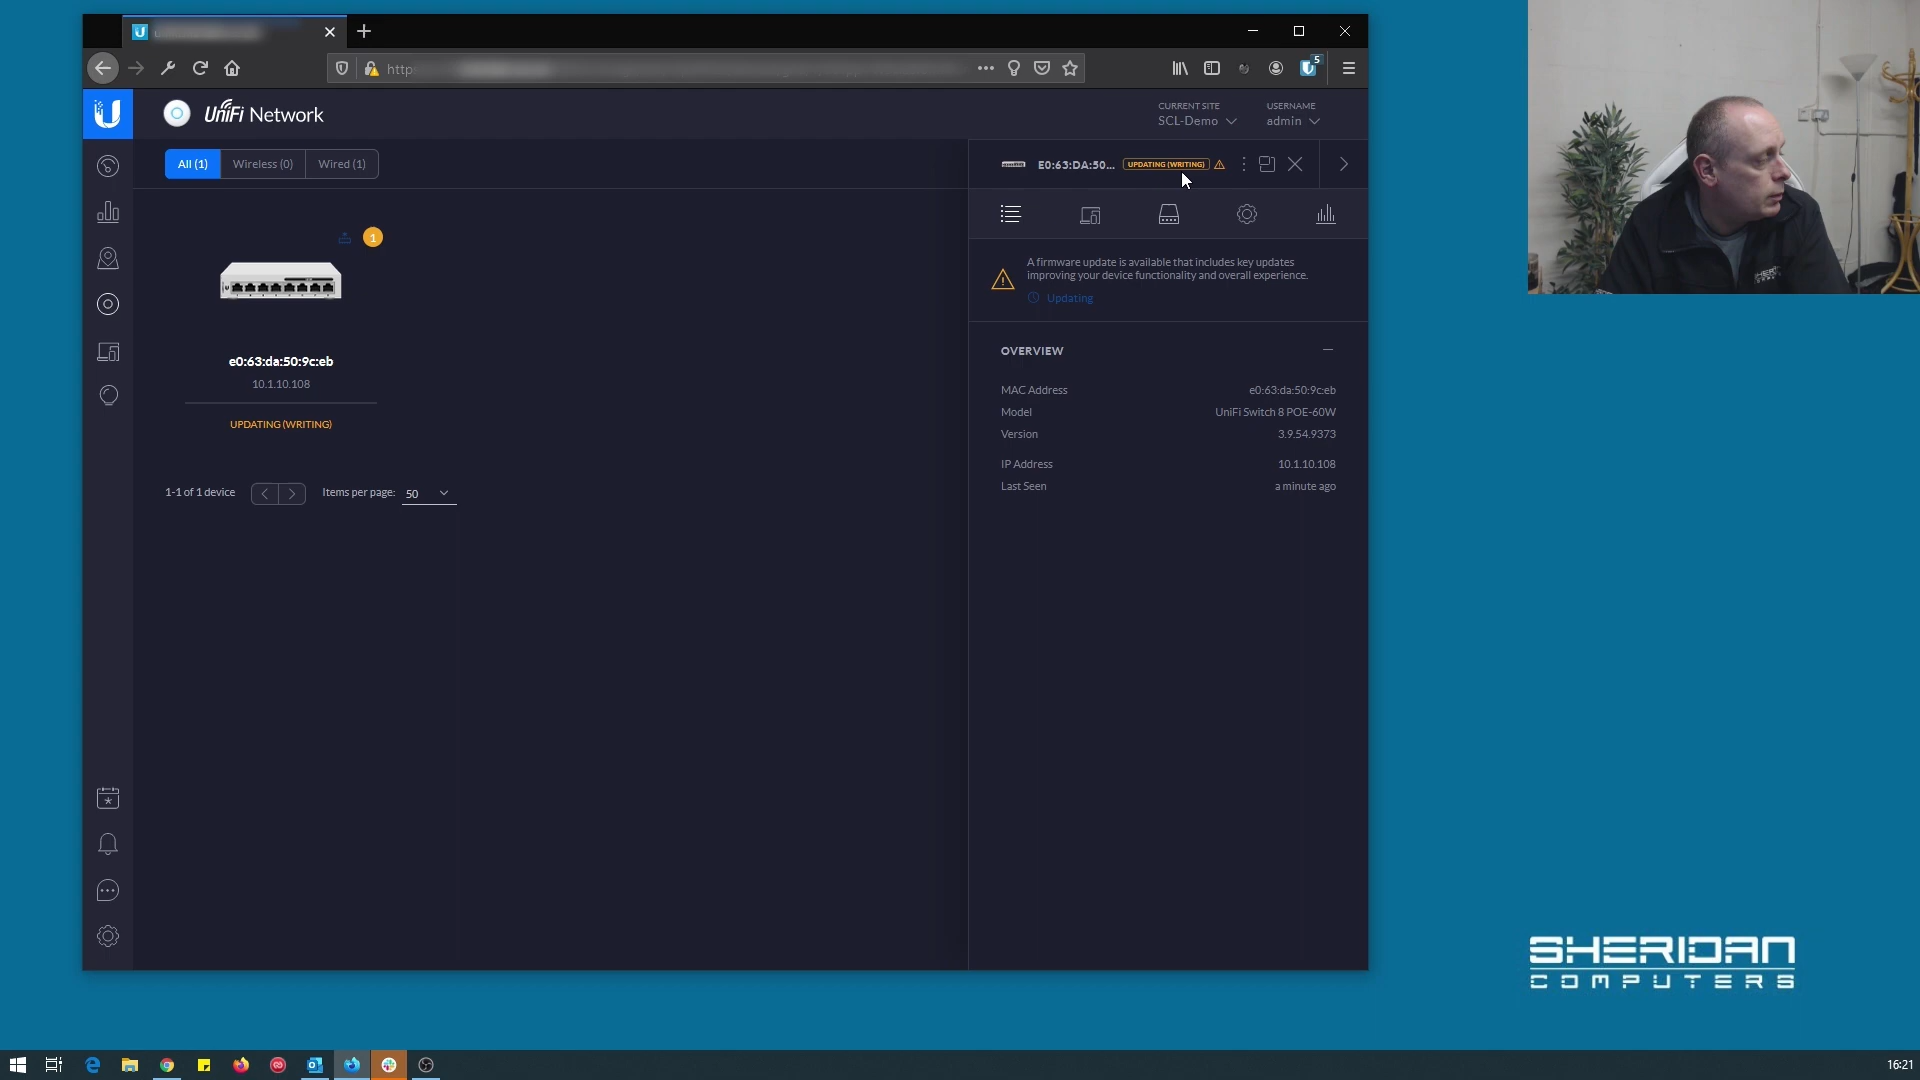 http
5
UniFi Network
CURRENT SITE
SCL-Demo
USERNAME
admin
All (1)
Wireless (0)
Wired (1)
E0:63:DA:50...
UPDATING (WRITING)
1
A firmware update is available that includes key updates
improving your device functionality and overall experience.
Updating
e0:63:da:50:9c:eb
10.1.10.108
UPDATING (WRITING)
1-1 of 1 device
Items per page:
50
OVERVIEW
MAC Address
e0:63:da:50:9c:eb
Model
UniFi Switch 8 POE-60W
Version
3.9.54.9373
IP Address
10.1.10.108
Last Seen
a minute ago
SHERIDAN
COMPUTERS
16:21